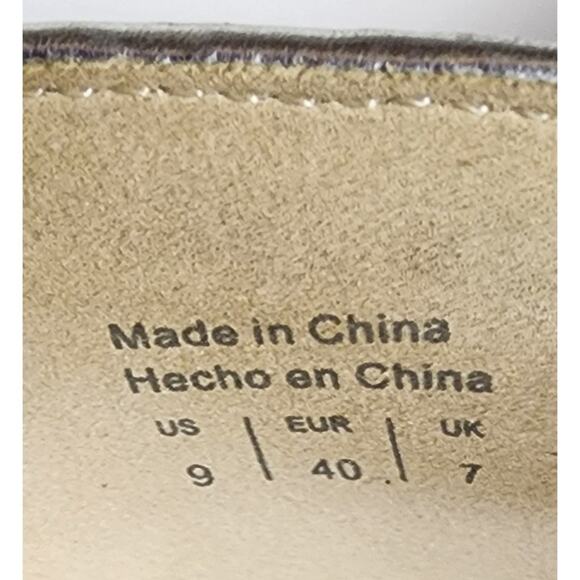 Made in China
Hecho en China
US | EUR | UK
9 | 40 | 7